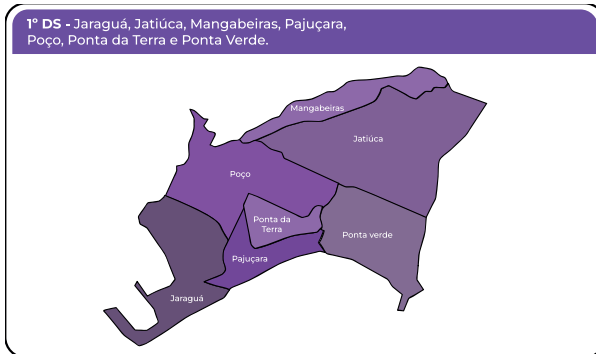 1º DS - Jaraguá, Jatiúca, Mangabeiras, Pajuçara,
Poço, Ponta da Terra e Ponta Verde.
Mangabeiras
Jatiúca
Poço
Ponta da
Terra
Ponta verde
Pajuçara
Jaraguá